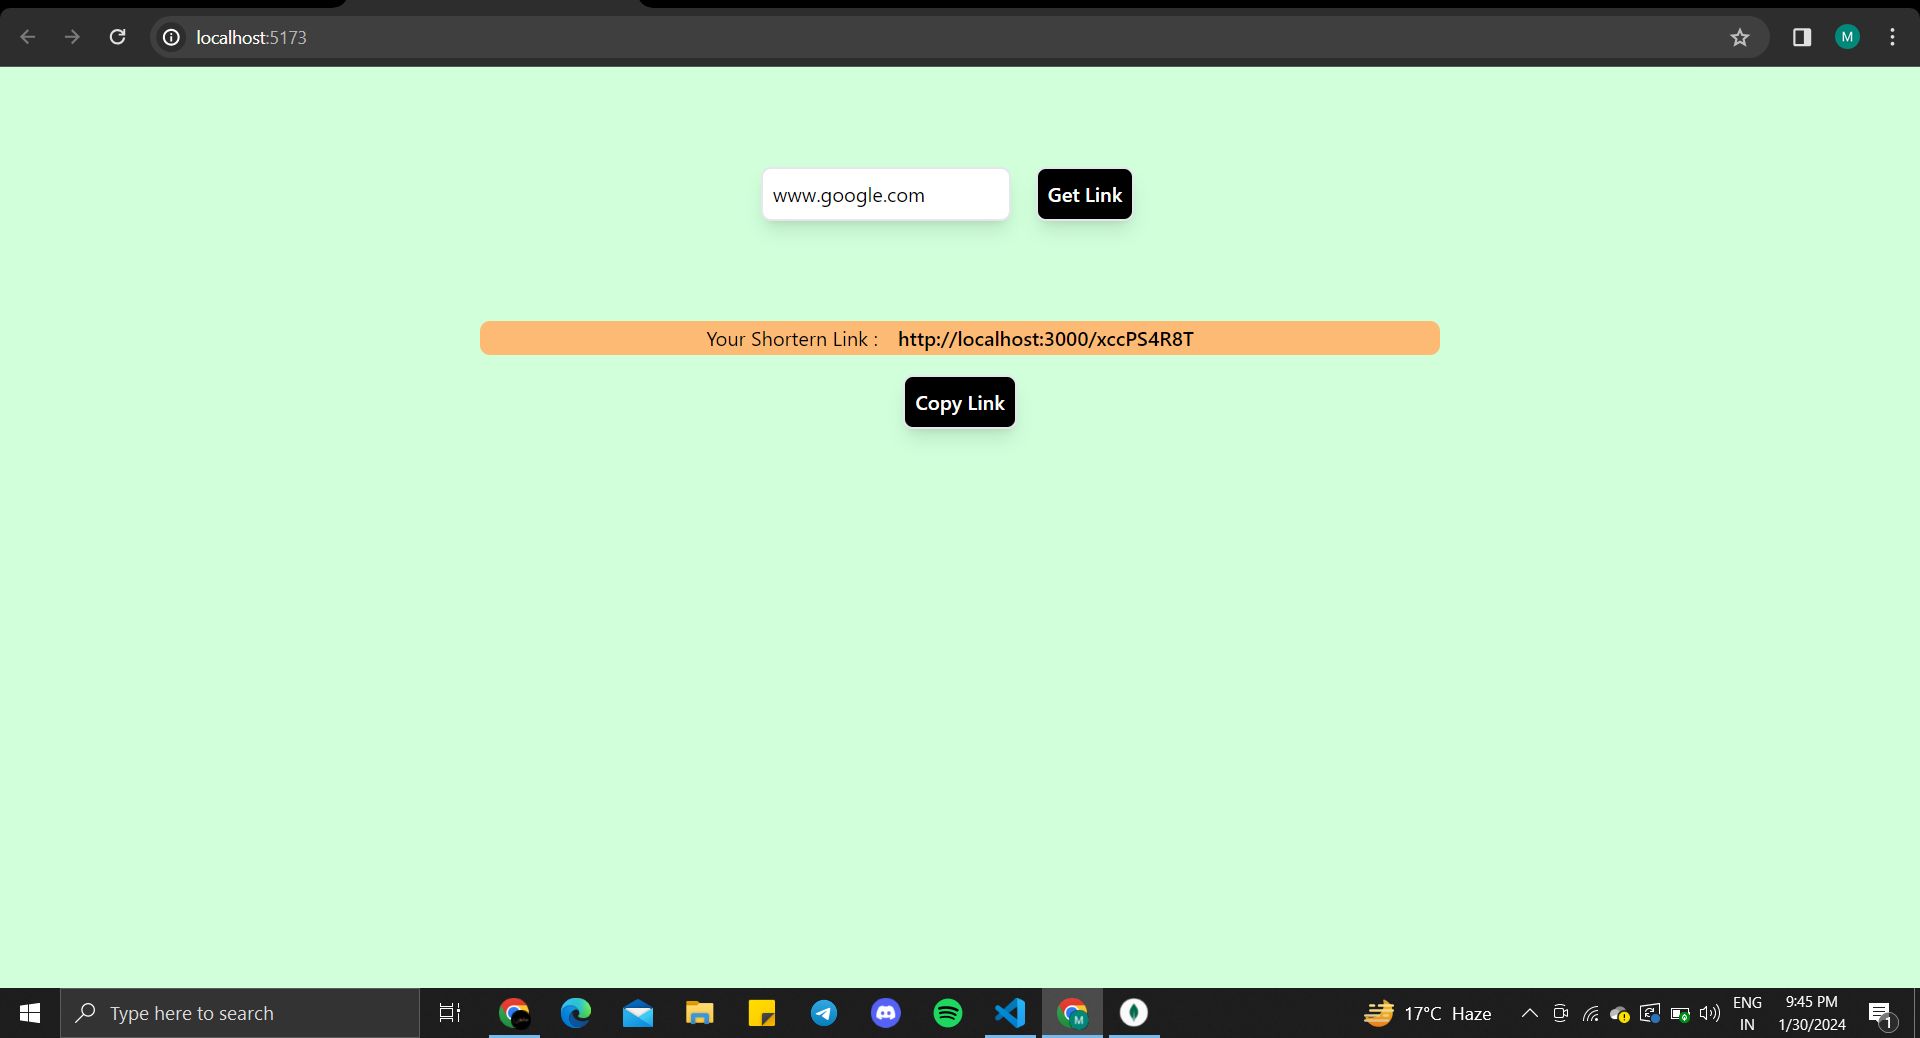 localhost:5173
M
www.google.com
Get Link
Your Shortern Link : http://localhost:3000/xccPS4R8T
Copy Link
Type here to search
M
17°C Haze
ENG
IN
9:45 PM
1/30/2024
1